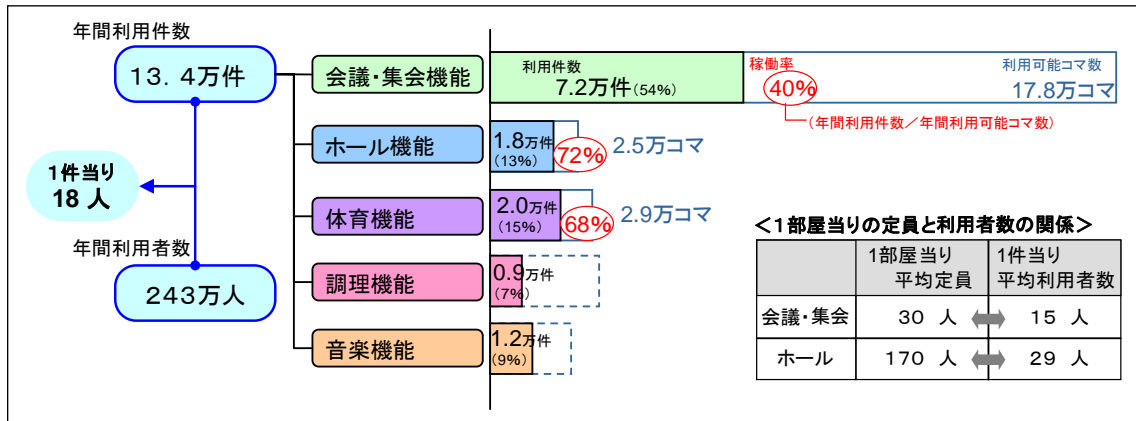 年間利用件数
13.4万件
1件当り
18 人
年間利用者数
243万人
会議・集会機能
利用件数
7.2万件(54%)
稼働率
40%
利用可能コマ数
17.8万コマ
(年間利用件数/年間利用可能コマ数)
ホール機能
1.8万件
(13%)
72%
2.5万コマ
体育機能
2.0万件
(15%)
68%
2.9万コマ
調理機能
0.9万件
(7%)
音楽機能
1.2万件
(9%)
<1部屋当りの定員と利用者数の関係>
1部屋当り
平均定員
1件当り
平均利用者数
会議・集会 30 人 15 人
ホール 170 人 29 人